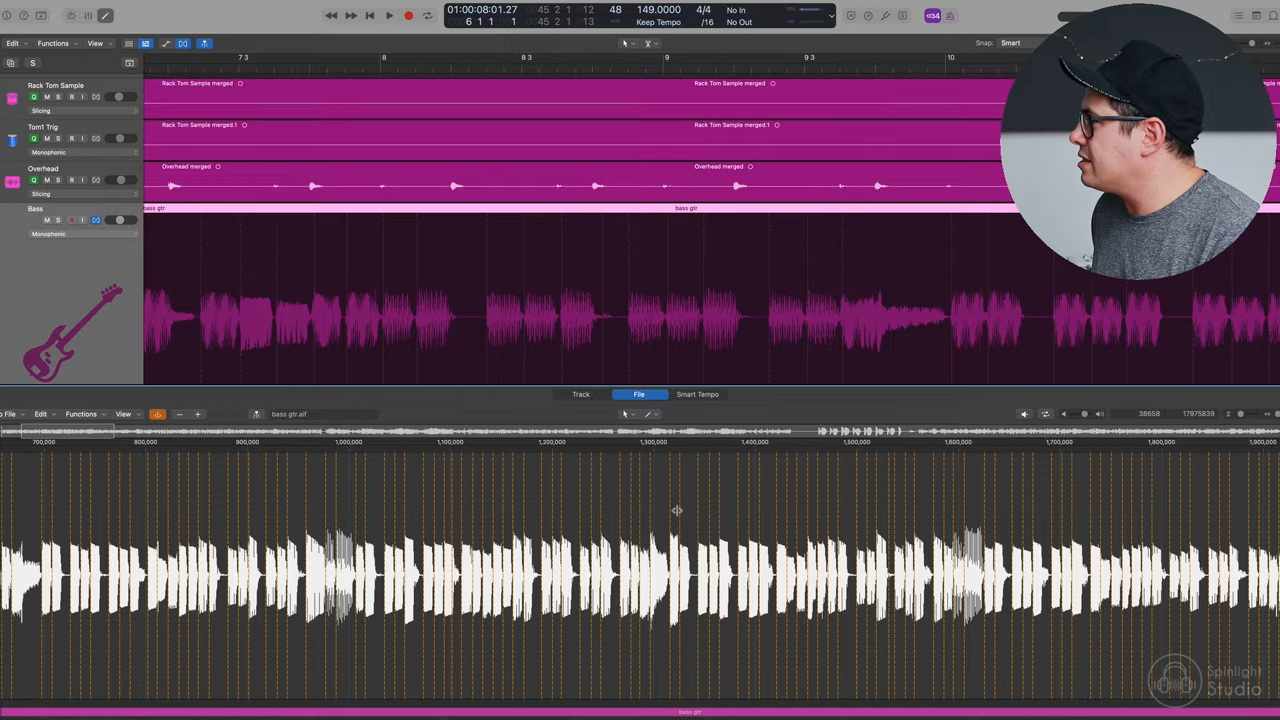 01:00:08:01.27 45 2 1 12 48 149.0000 4/4 No In
6 1 1 1 45 2 1 13 Keep Tempo /16 No Out
1234
Edit Functions View Snap: Smart
7 3 8 8 3 9 9 3 10
S
Rack Tom Sample
Q M S R I
Slicing
Rack Tom Sample merged Rack Tom Sample merged
Tom1 Trig
Q M S R I
Monophonic
Rack Tom Sample merged.1 Rack Tom Sample merged.1
Overhead
Q M S R I
Slicing
Overhead merged Overhead merged
Bass
M S R I
Monophonic
bass gtr bass gtr
Track File Smart Tempo
o File Edit Functions View bass gtr.aif 38658 17975839
700,000 800,000 900,000 1,000,000 1,100,000 1,200,000 1,300,000 1,400,000 1,500,000 1,600,000 1,700,000 1,800,000 1,900,000
Spinlight
Studio
bass gtr